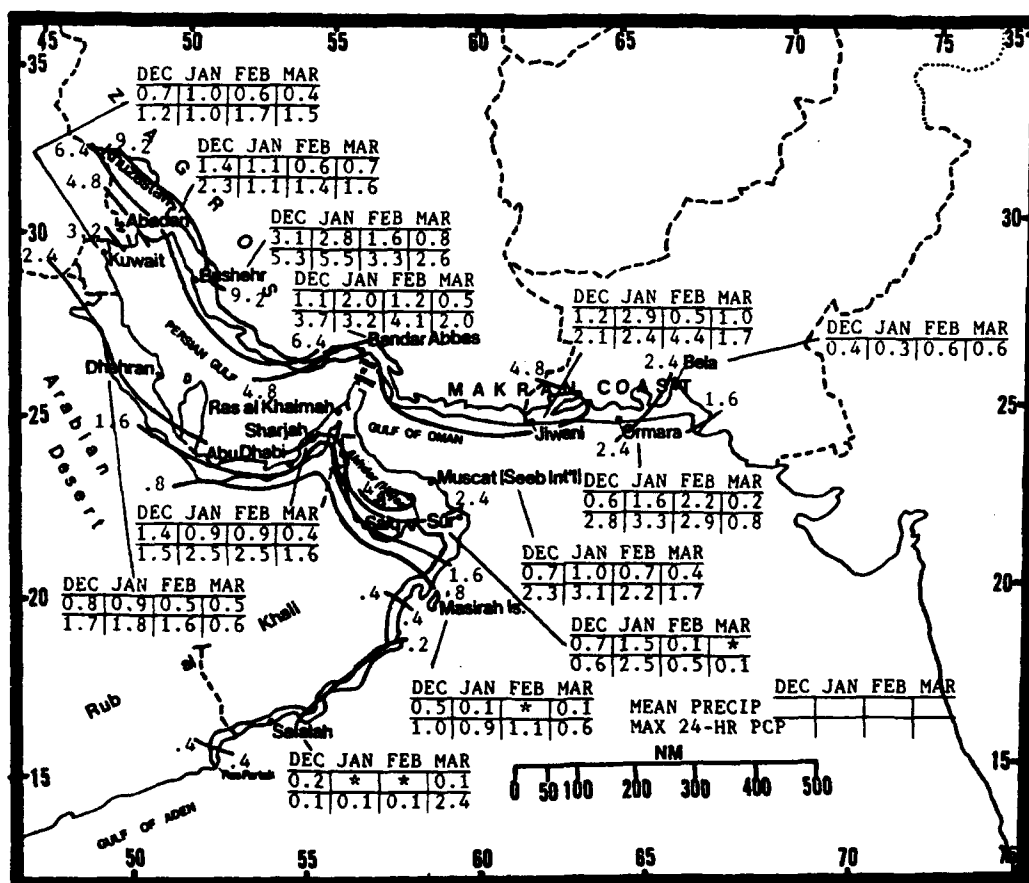 45 50 55 60 65 70 75 35
35
DEC JAN FEB MAR
0.7 1.0 0.6 0.4
1.2 1.0 1.7 1.5
Z A G R O S
6.4 9.2
DEC JAN FEB MAR
1.4 1.1 0.6 0.7
2.3 1.1 1.4 1.6
4.8
Abadan
30 30
3.2
2.4
Kuwait
DEC JAN FEB MAR
3.1 2.8 1.6 0.8
5.3 5.5 3.3 2.6
Bushehr
9.2
DEC JAN FEB MAR
1.1 2.0 1.2 0.5
3.7 3.2 4.1 2.0
6.4
Bandar Abbas
DEC JAN FEB MAR
1.2 2.9 0.5 1.0
2.1 2.4 4.4 1.7
DEC JAN FEB MAR
0.4 0.3 0.6 0.6
PERSIAN GULF
Dhahran
4.8
4.8
2.4
Bela
MAKRAN COAST
1.6
25 25
Ras al Khaimah
Sharjah
GULF OF OMAN
Jiwani
Ormara
2.4
Arabian
Desert
1.6
Abu Dhabi
.8
Muscat (Seeb Int'l)
2.4
Saiq
Sur
DEC JAN FEB MAR
0.6 1.6 2.2 0.2
2.8 3.3 2.9 0.8
DEC JAN FEB MAR
1.4 0.9 0.9 0.4
1.5 2.5 2.5 1.6
DEC JAN FEB MAR
0.7 1.0 0.7 0.4
2.3 3.1 2.2 1.7
1.6
.8
DEC JAN FEB MAR
0.8 0.9 0.5 0.5
1.7 1.8 1.6 0.6
20 20
.4
.4
.2
Masirah Is.
DEC JAN FEB MAR
0.7 1.5 0.1 *
0.6 2.5 0.5 0.1
Rub al Khali
DEC JAN FEB MAR
0.5 0.1 * 0.1
1.0 0.9 1.1 0.6
DEC JAN FEB MAR
MEAN PRECIP
MAX 24-HR PCP
Salalah
.4
.4
DEC JAN FEB MAR
0.2 * * 0.1
0.1 0.1 0.1 2.4
NM
0 50 100 200 300 400 500
15 15
GULF OF ADEN
50 55 60 65 70 75